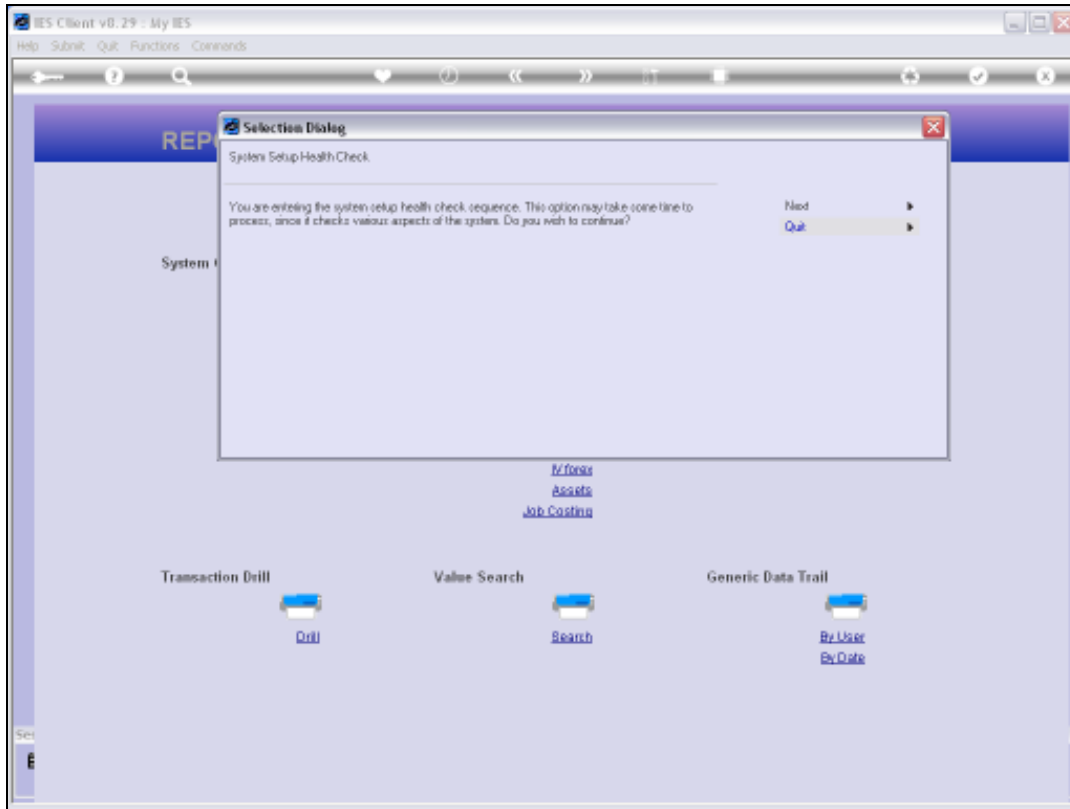 IES Client v8.29 : My IES
Help Submit Quit Functions Commands
REP
Selection Dialog
System Setup Health Check
You are entering the system setup health check sequence. This option may take some time to
process, since it checks various aspects of the system. Do you wish to continue?
Next
Quit
System
IV forex
Assets
Job Costing
Transaction Drill
Value Search
Generic Data Trail
Drill
Search
By User
By Date
Ser